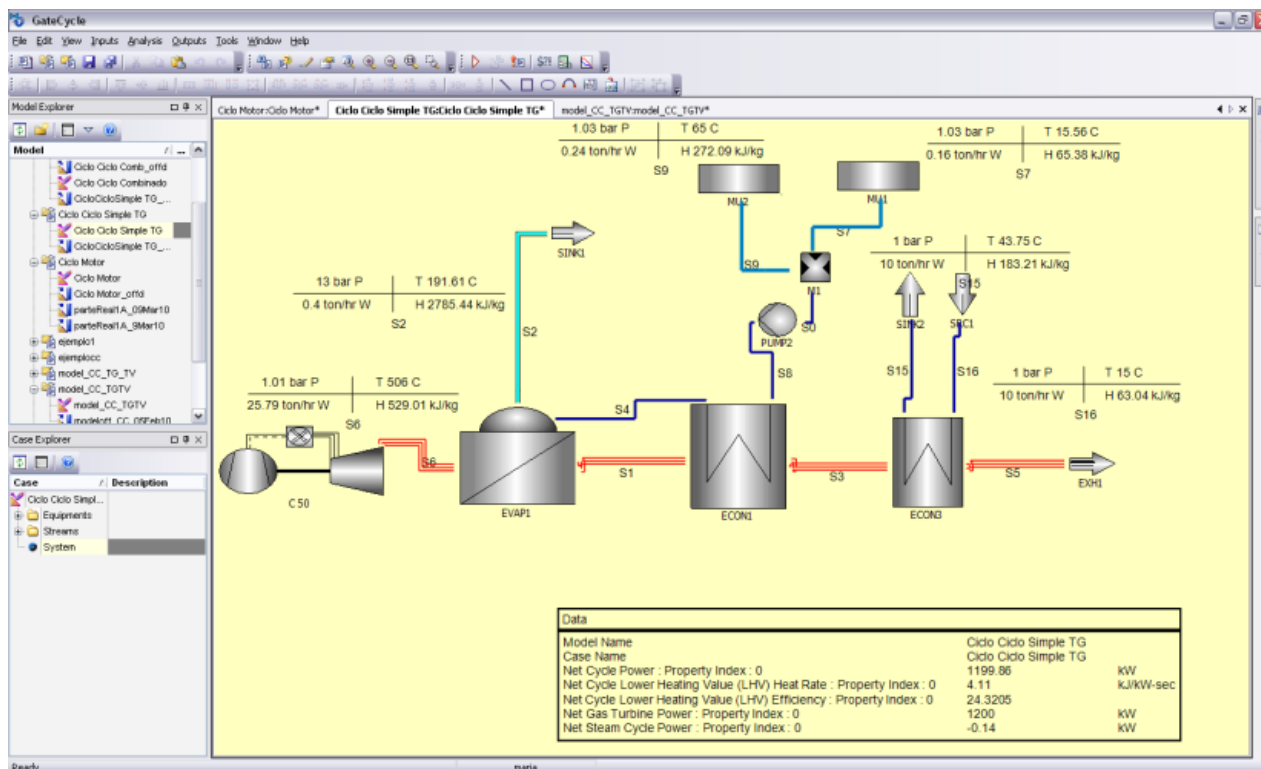 GateCycle
File Edit View Inputs Analysis Outputs Tools Window Help
Model Explorer
Ciclo Motor:Ciclo Motor* Ciclo Ciclo Simple TG:Ciclo Ciclo Simple TG* model_CC_TGTV:model_CC_TGTV*
Model / ...
Ciclo Ciclo Comb_offd
Ciclo Ciclo Combinado
CicloCicloSimple TG_...
Ciclo Ciclo Simple TG
Ciclo Ciclo Simple TG
CicloCicloSimple TG_...
Ciclo Motor
Ciclo Motor
Ciclo Motor_offd
parteReal1A_09Mar10
parteReal1A_9Mar10
ejemplo1
ejemplocc
model_CC_TG_TV
model_CC_TGTV
model_CC_TGTV
modeloff_CC_05Feb10
Case Explorer
Case / Description
Ciclo Ciclo Simpl...
Equipments
Streams
System
1.03 bar P T 65 C
0.24 ton/hr W H 272.09 kJ/kg
S9
1.03 bar P T 15.56 C
0.16 ton/hr W H 65.38 kJ/kg
S7
MU2
MU1
S7
S9
M1
SINK1
1 bar P T 43.75 C
10 ton/hr W H 183.21 kJ/kg
S15
13 bar P T 191.61 C
0.4 ton/hr W H 2785.44 kJ/kg
S2
S2
PUMP2
S0
SINK2
SRC1
S8
S15
S16
1.01 bar P T 506 C
25.79 ton/hr W H 529.01 kJ/kg
S6
1 bar P T 15 C
10 ton/hr W H 63.04 kJ/kg
S16
S4
S6
S1
S3
S5
C50
EVAP1
ECON1
ECON3
EXH1
Data
Model Name Ciclo Ciclo Simple TG
Case Name Ciclo Ciclo Simple TG
Net Cycle Power : Property Index : 0 1199.86 kW
Net Cycle Lower Heating Value (LHV) Heat Rate : Property Index : 0 4.11 kJ/kW-sec
Net Cycle Lower Heating Value (LHV) Efficiency : Property Index : 0 24.3205
Net Gas Turbine Power : Property Index : 0 1200 kW
Net Steam Cycle Power : Property Index : 0 -0.14 kW
Ready maria